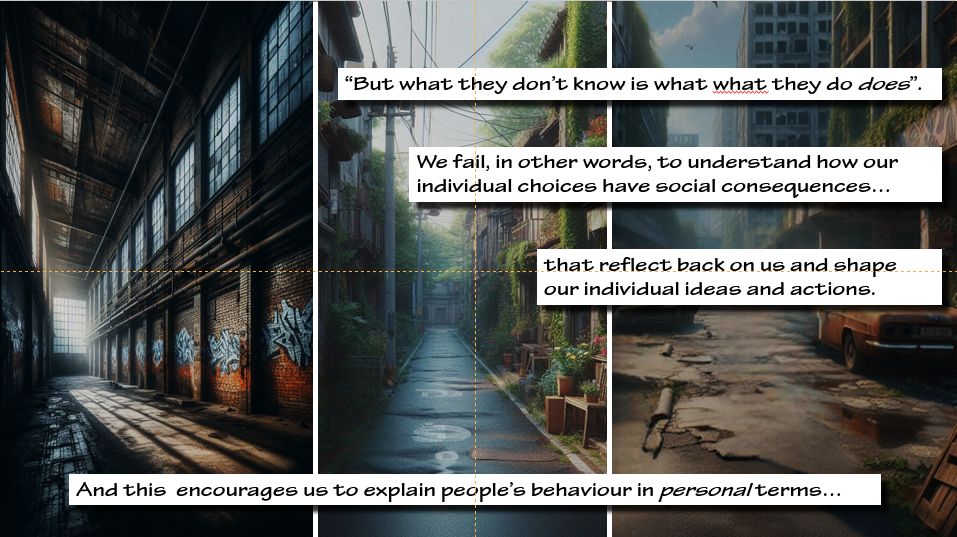 “But what they don’t know is what what they do does”.
We fail, in other words, to understand how our
individual choices have social consequences…
that reflect back on us and shape
our individual ideas and actions.
And this  encourages us to explain people’s behaviour in personal terms…